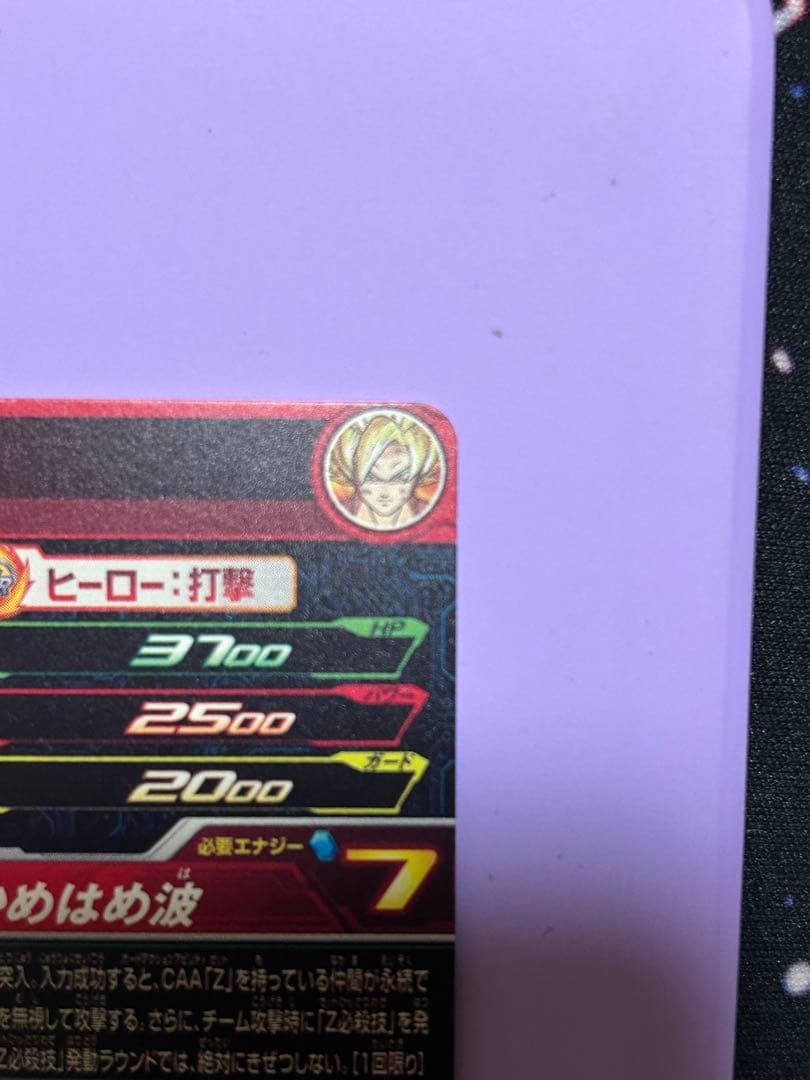 ヒーロー：打撃
HP
3700
パワー
2500
ガード
2000
必要エナジー 7
は
めはめ波
突入。入力成功すると、CAA「Z」を持っている仲間が永続で
を無視して攻撃する。さらに、チーム攻撃時に「Z必殺技」を発
Z必殺技」発動ラウンドでは、絶対にきぜつしない。[1回限り]